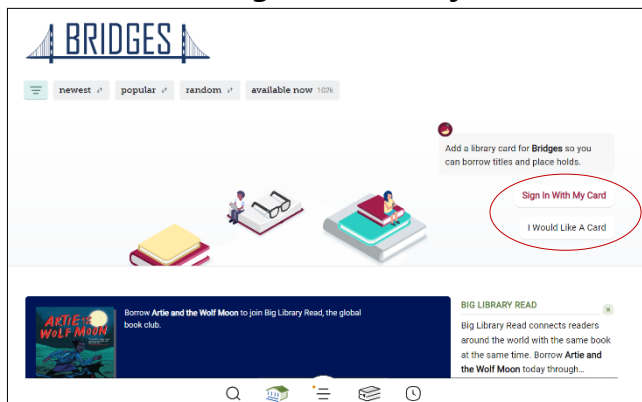 BRIDGES
newest popular random available now 102k
Add a library card for Bridges so you
can borrow titles and place holds.
Sign In With My Card
I Would Like A Card
ARTIE
WOLF MOON
Borrow Artie and the Wolf Moon to join Big Library Read, the global
book club.
BIG LIBRARY READ
Big Library Read connects readers
around the world with the same book
at the same time. Borrow Artie and
the Wolf Moon today through...